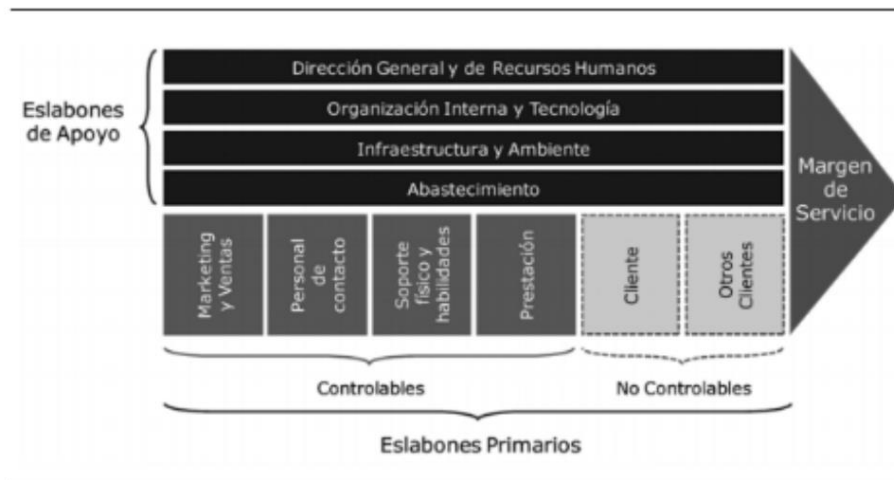 Dirección General y de Recursos Humanos
Organización Interna y Tecnología
Infraestructura y Ambiente
Abastecimiento
Eslabones
de Apoyo
Margen
de
Servicio
Marketing
y Ventas
Personal
de
contacto
Soporte
físico y
habilidades
Prestación
Cliente
Otros
Clientes
Controlables
No Controlables
Eslabones Primarios